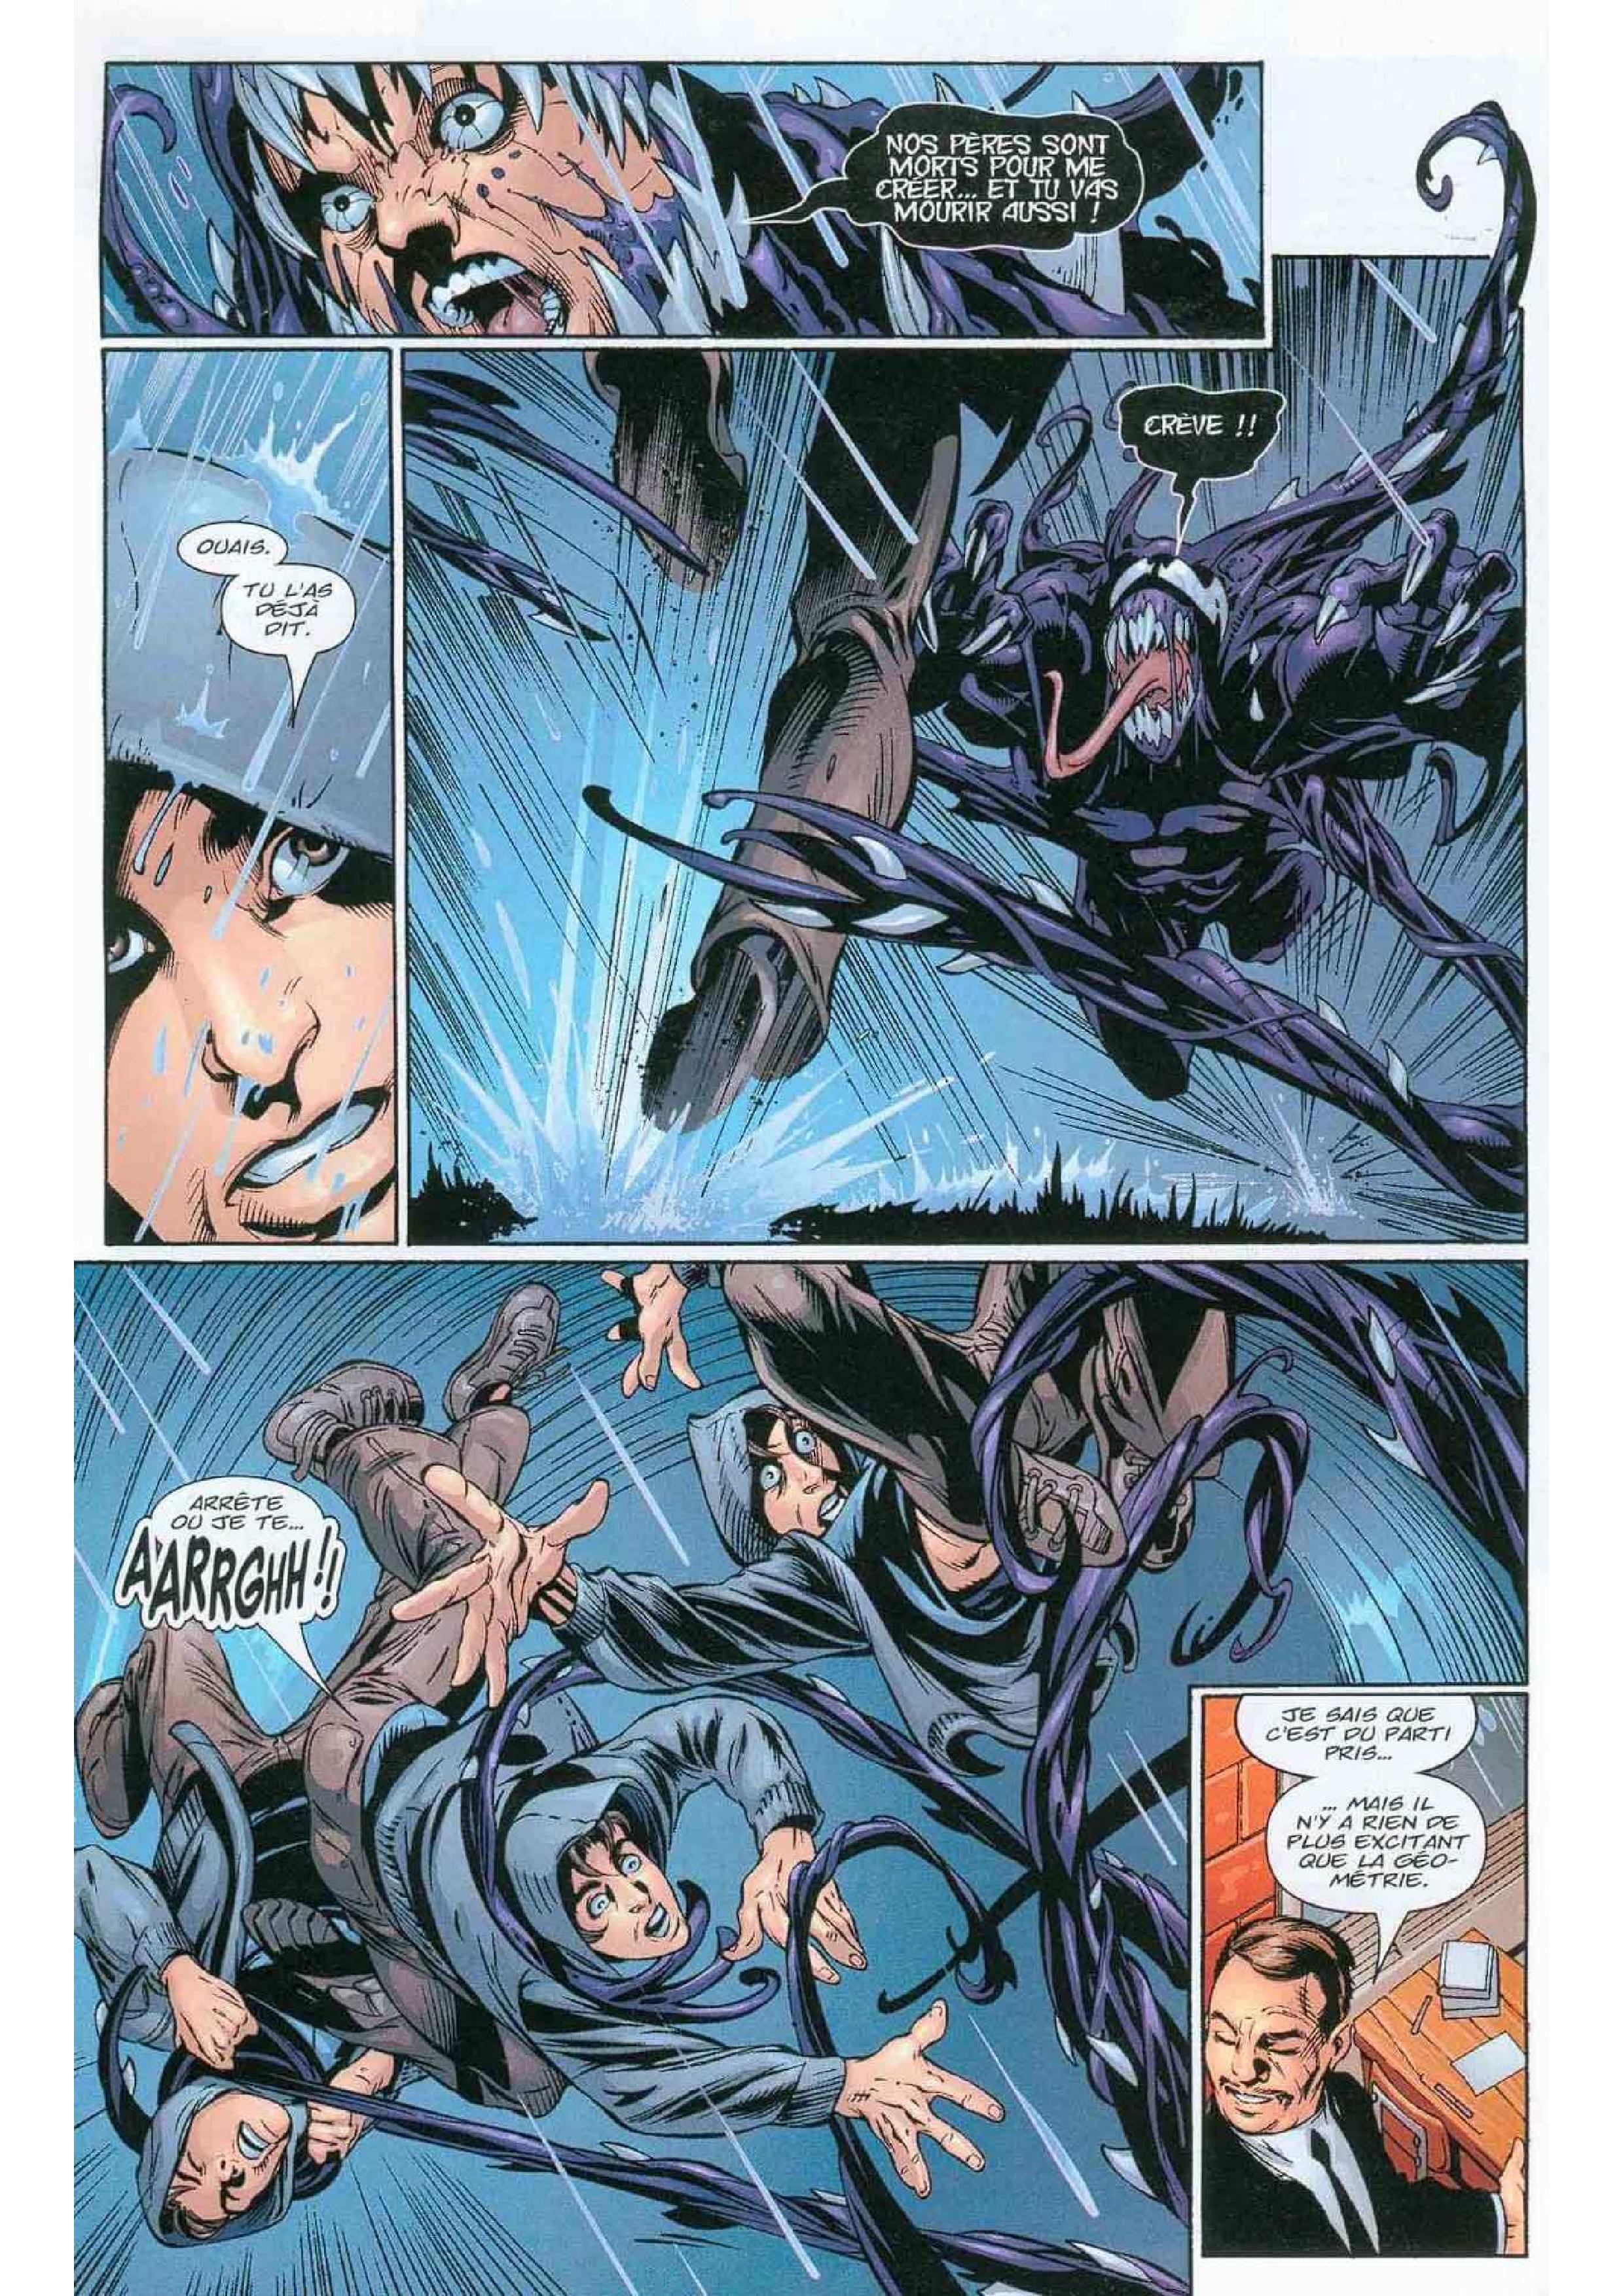 NOS PÈRES SONT
MORTS POUR ME
CRÉER... ET TU VAS
MOURIR AUSSI !
OUAIS.
TU L'AS
DÉJÀ
DIT.
CRÈVE !!
ARRÊTE
OU JE TE...
AARRGHH !!
JE SAIS QUE
C'EST DU PARTI
PRIS...
... MAIS IL
N'Y A RIEN DE
PLUS EXCITANT
QUE LA GÉO-
MÉTRIE.